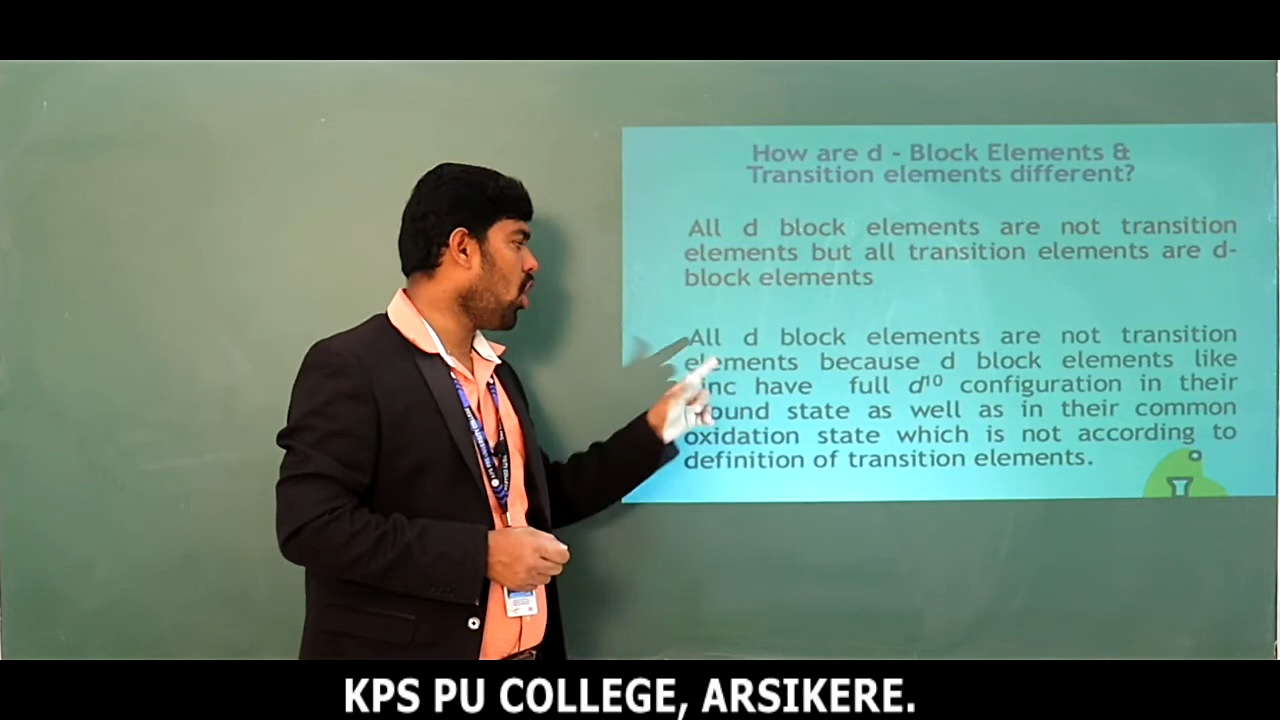 How are d - Block Elements &
Transition elements different?
All d block elements are not transition
elements but all transition elements are d-
block elements
All d block elements are not transition
elements because d block elements like
have full d¹⁰ configuration in their
state as well as in their common
oxidation state which is not according to
definition of transition elements.
KPS PU COLLEGE, ARSIKERE.